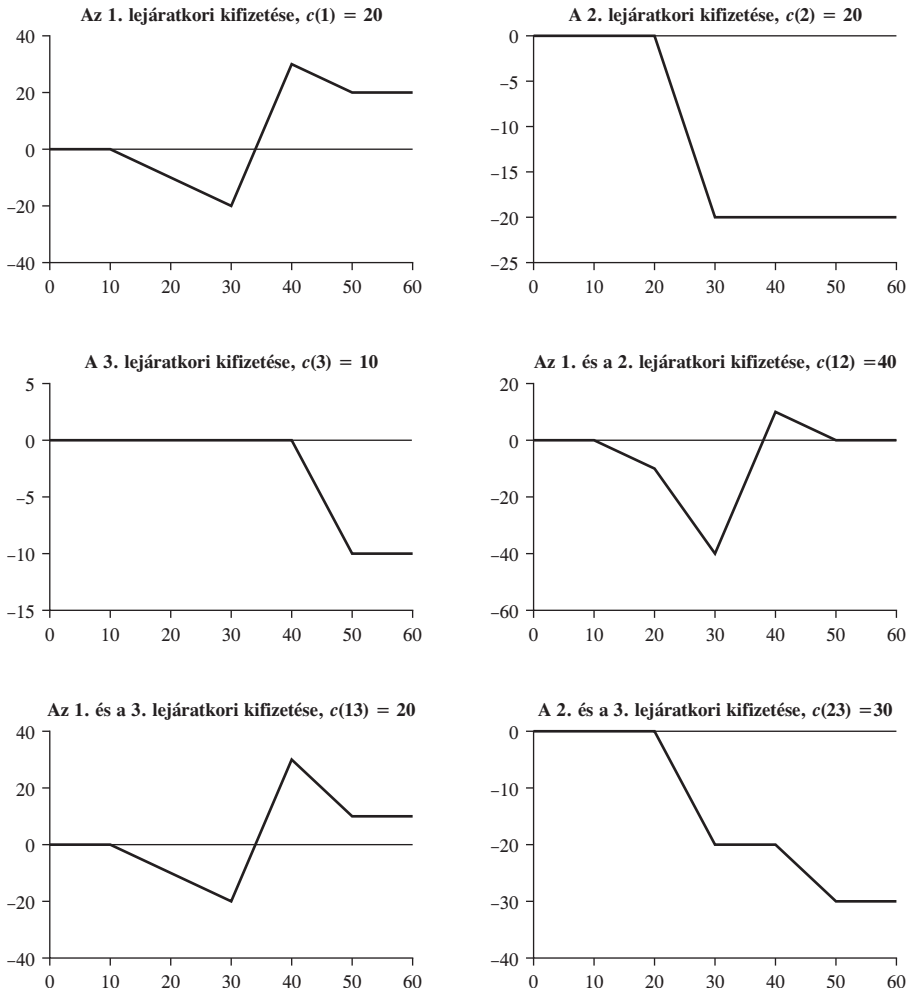 Az 1. lejáratkori kifizetése, c(1) = 20
40
20
0
–20
–40
0 10 20 30 40 50 60
A 2. lejáratkori kifizetése, c(2) = 20
0
–5
–10
–15
–20
–25
0 10 20 30 40 50 60
A 3. lejáratkori kifizetése, c(3) = 10
5
0
–5
–10
–15
0 10 20 30 40 50 60
Az 1. és a 2. lejáratkori kifizetése, c(12) =40
20
0
–20
–40
–60
0 10 20 30 40 50 60
Az 1. és a 3. lejáratkori kifizetése, c(13) = 20
40
20
0
–20
–40
0 10 20 30 40 50 60
A 2. és a 3. lejáratkori kifizetése, c(23) =30
0
–10
–20
–30
–40
0 10 20 30 40 50 60